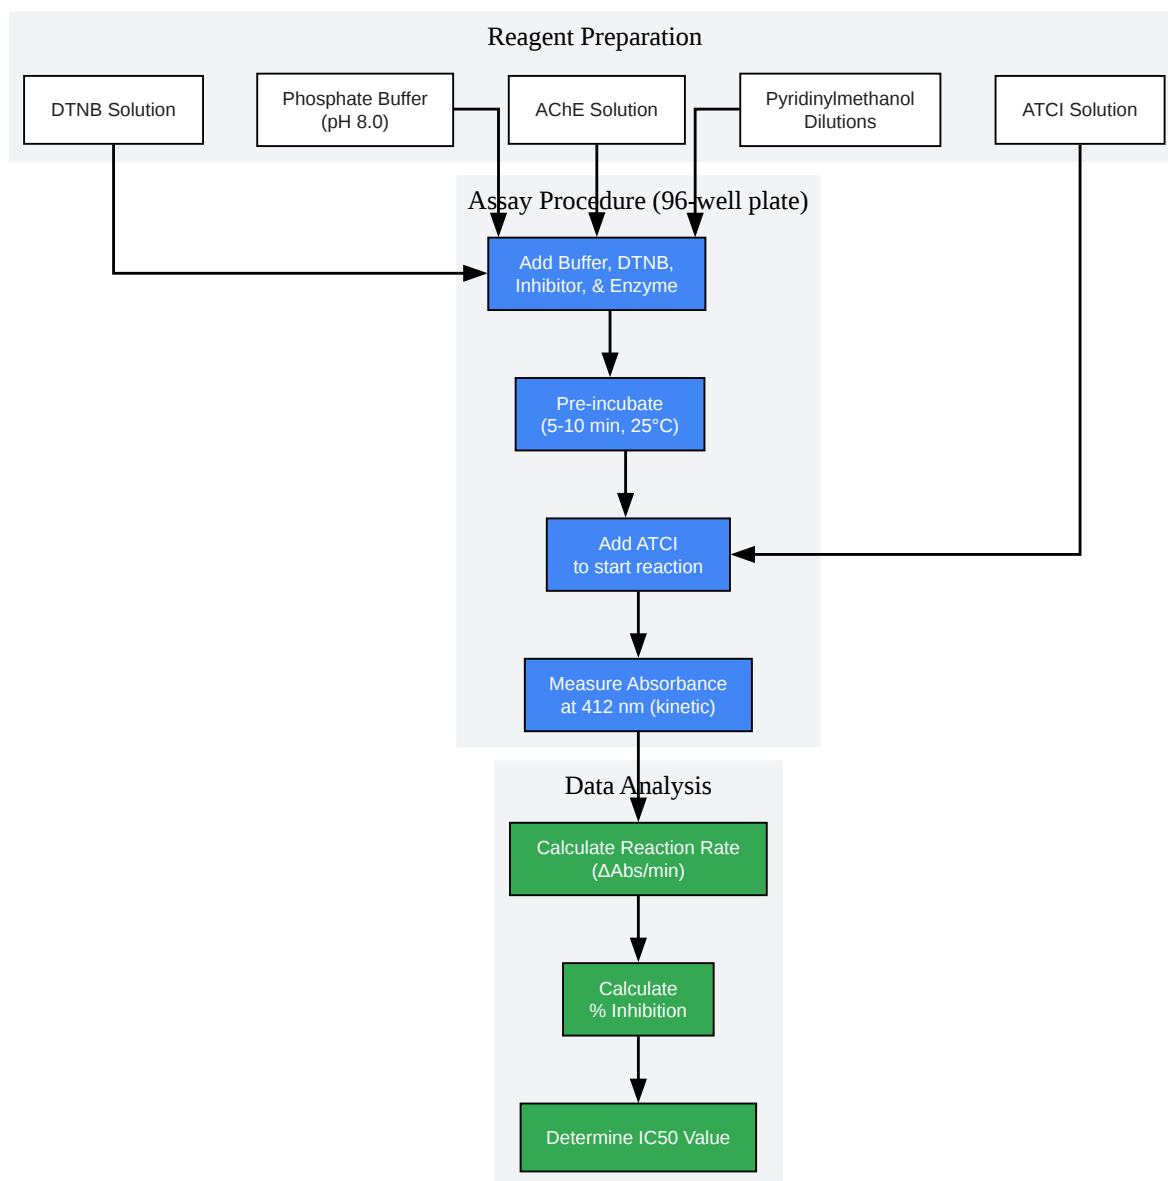 Reagent Preparation
DTNB Solution
Phosphate Buffer
(pH 8.0)
AChE Solution
Pyridinylmethanol
Dilutions
ATCI Solution
Assay Procedure (96-well plate)
Add Buffer, DTNB,
Inhibitor, & Enzyme
Pre-incubate
(5-10 min, 25°C)
Add ATCI
to start reaction
Measure Absorbance
at 412 nm (kinetic)
Data Analysis
Calculate Reaction Rate
(ΔAbs/min)
Calculate
% Inhibition
Determine IC50 Value